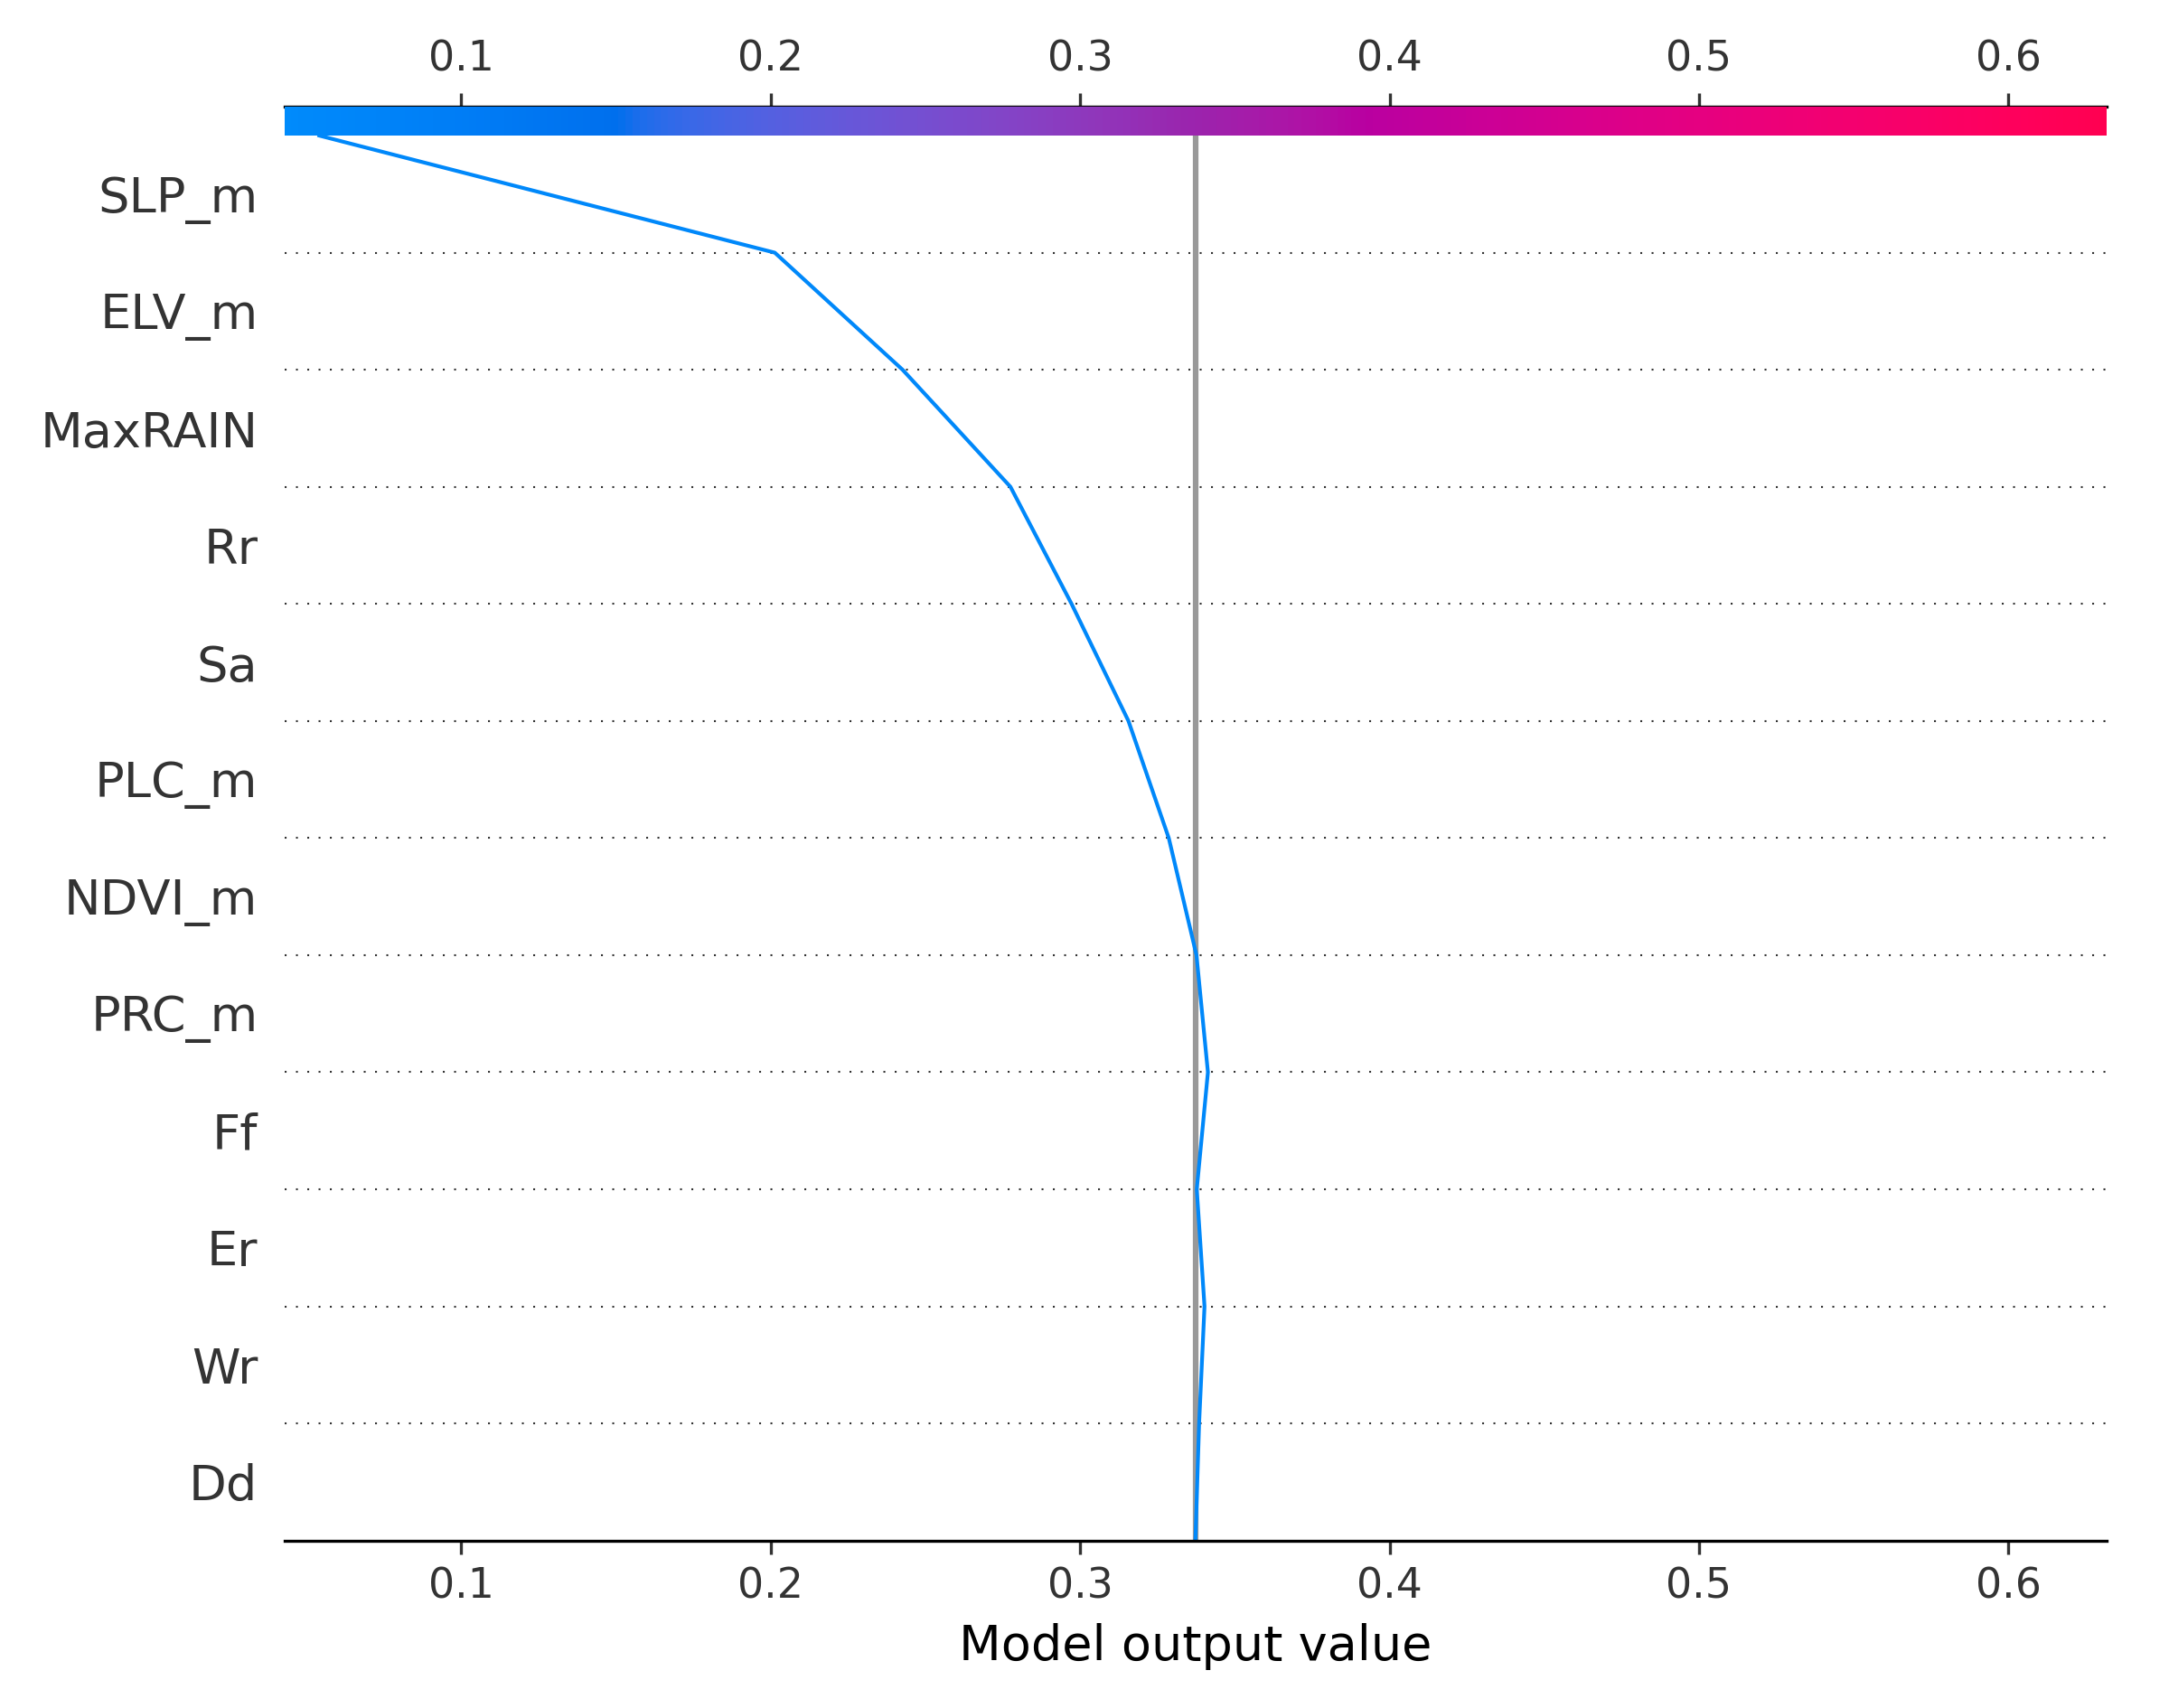 0.1 0.2 0.3 0.4 0.5 0.6
SLP_m
ELV_m
MaxRAIN
Rr
Sa
PLC_m
NDVI_m
PRC_m
Ff
Er
Wr
Dd
0.1 0.2 0.3 0.4 0.5 0.6
Model output value